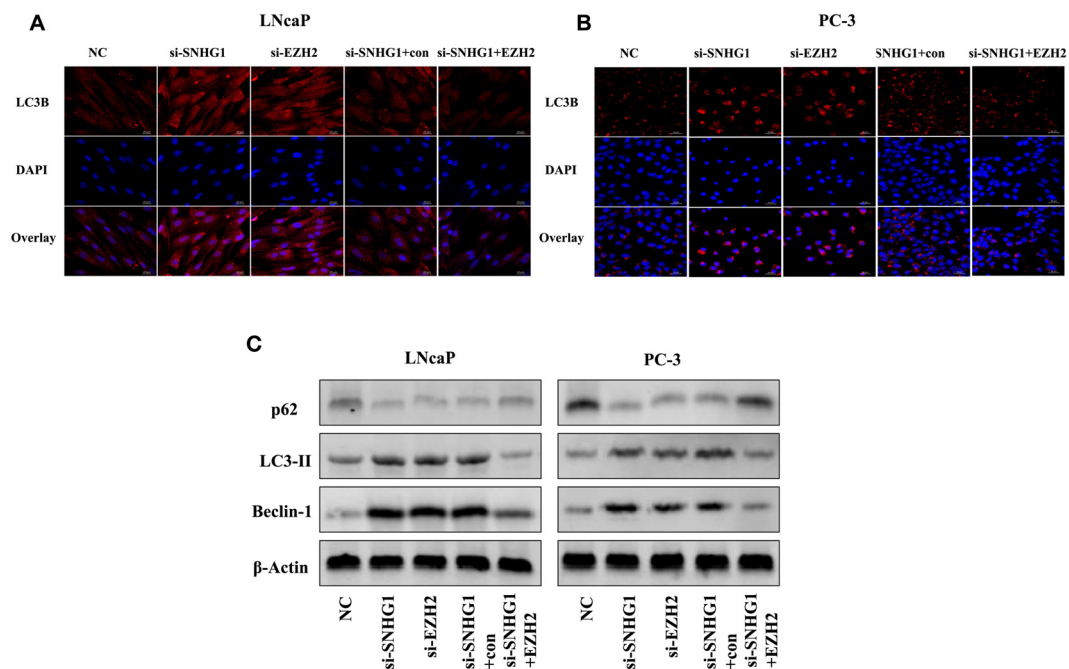 A
LNcaP
NC si-SNHG1 si-EZH2 si-SNHG1+con si-SNHG1+EZH2
LC3B
DAPI
Overlay
B
PC-3
NC si-SNHG1 si-EZH2 SNHG1+con si-SNHG1+EZH2
LC3B
DAPI
Overlay
C
LNcaP PC-3
p62
LC3-II
Beclin-1
β-Actin
NC
si-SNHG1
si-EZH2
si-SNHG1
+con
si-SNHG1
+EZH2
NC
si-SNHG1
si-EZH2
si-SNHG1
+con
si-SNHG1
+EZH2